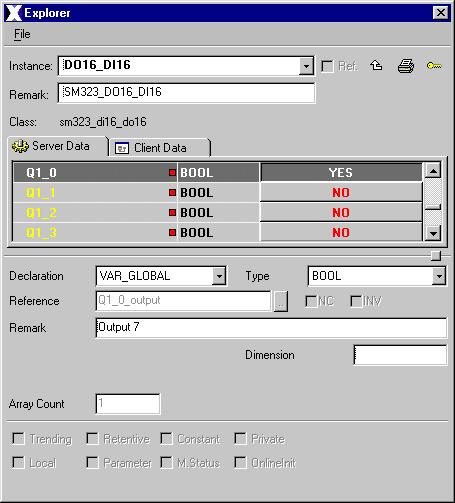 Explorer
File
Instance: DO16_DI16 Ref.
Remark: SM323_DO16_DI16
Class: sm323_di16_do16
Server Data Client Data
Q1_0 BOOL YES
Q1_1 BOOL NO
Q1_2 BOOL NO
Q1_3 BOOL NO
Declaration VAR_GLOBAL Type BOOL
Reference Q1_0_output .. NC INV
Remark Output 7
Dimension
Array Count 1
Trending Retentive Constant Private
Local Parameter M.Status OnlineInit